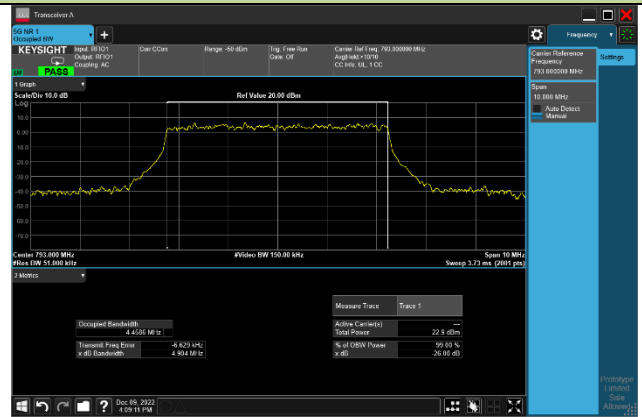 Transceiver A
5G NR 1
Occupied BW
Frequency
KEYSIGHT
Input: RFIO1
Output: RFIO1
Coupling: AC
Corr CCorr
Range: -50 dBm
Trig: Free Run
Gate: Off
Carrier Ref Freq: 793.000000 MHz
Avg|Hold:>10/10
CC Info: UL, 1 CC
PASS
Carrier Reference
Frequency
793.000000 MHz
Settings
Span
10.000 MHz
Auto Detect
Manual
1 Graph
Scale/Div 10.0 dB
Ref Value 20.00 dBm
Log
10.0
0.00
-10.0
-20.0
-30.0
-40.0
-50.0
-60.0
-70.0
Center 793.000 MHz
#Video BW 150.00 kHz
Span 10 MHz
#Res BW 51.000 kHz
Sweep 3.73 ms (2001 pts)
2 Metrics
Measure Trace
Trace 1
Occupied Bandwidth
4.4686 MHz
Active Carrier(s)
---
Total Power
22.9 dBm
Transmit Freq Error
-6.629 kHz
% of OBW Power
99.00 %
x dB Bandwidth
4.904 MHz
x dB
-26.00 dB
Dec 09, 2022
4:09:11 PM
Prototype
Limited
Sale
Allowed